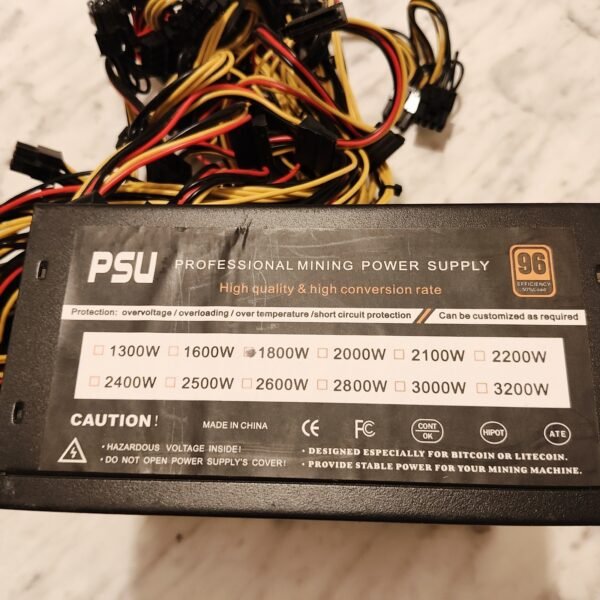 PSU PROFESSIONAL MINING POWER SUPPLY
High quality & high conversion rate
96
EFFICIENCY
50%Load
Protection: overvoltage / overloading / over temperature /short circuit protection
Can be customized as required
1300W 1600W 1800W 2000W 2100W 2200W
2400W 2500W 2600W 2800W 3000W 3200W
CAUTION! MADE IN CHINA CE FC CONT OK HIPOT ATE
• HAZARDOUS VOLTAGE INSIDE!
• DO NOT OPEN POWER SUPPLY'S COVER!
• DESIGNED ESPECIALLY FOR BITCOIN OR LITECOIN.
• PROVIDE STABLE POWER FOR YOUR MINING MACHINE.